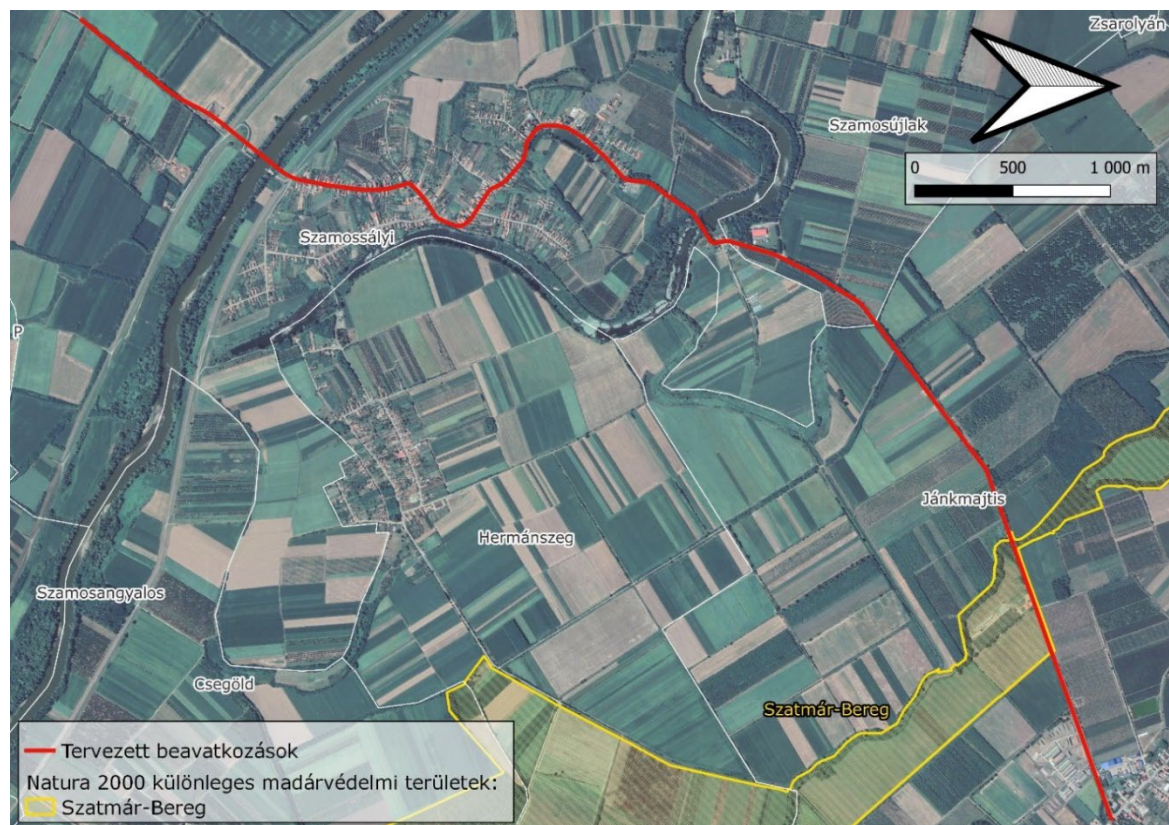 Zsarolyán
Szamosújlak
0 500 1 000 m
Szamossályi
P
Jánkmajtis
Hermánszeg
Szamosangyalos
Csegöld
Szatmár-Bereg
Tervezett beavatkozások
Natura 2000 különleges madárvédelmi területek:
Szatmár-Bereg